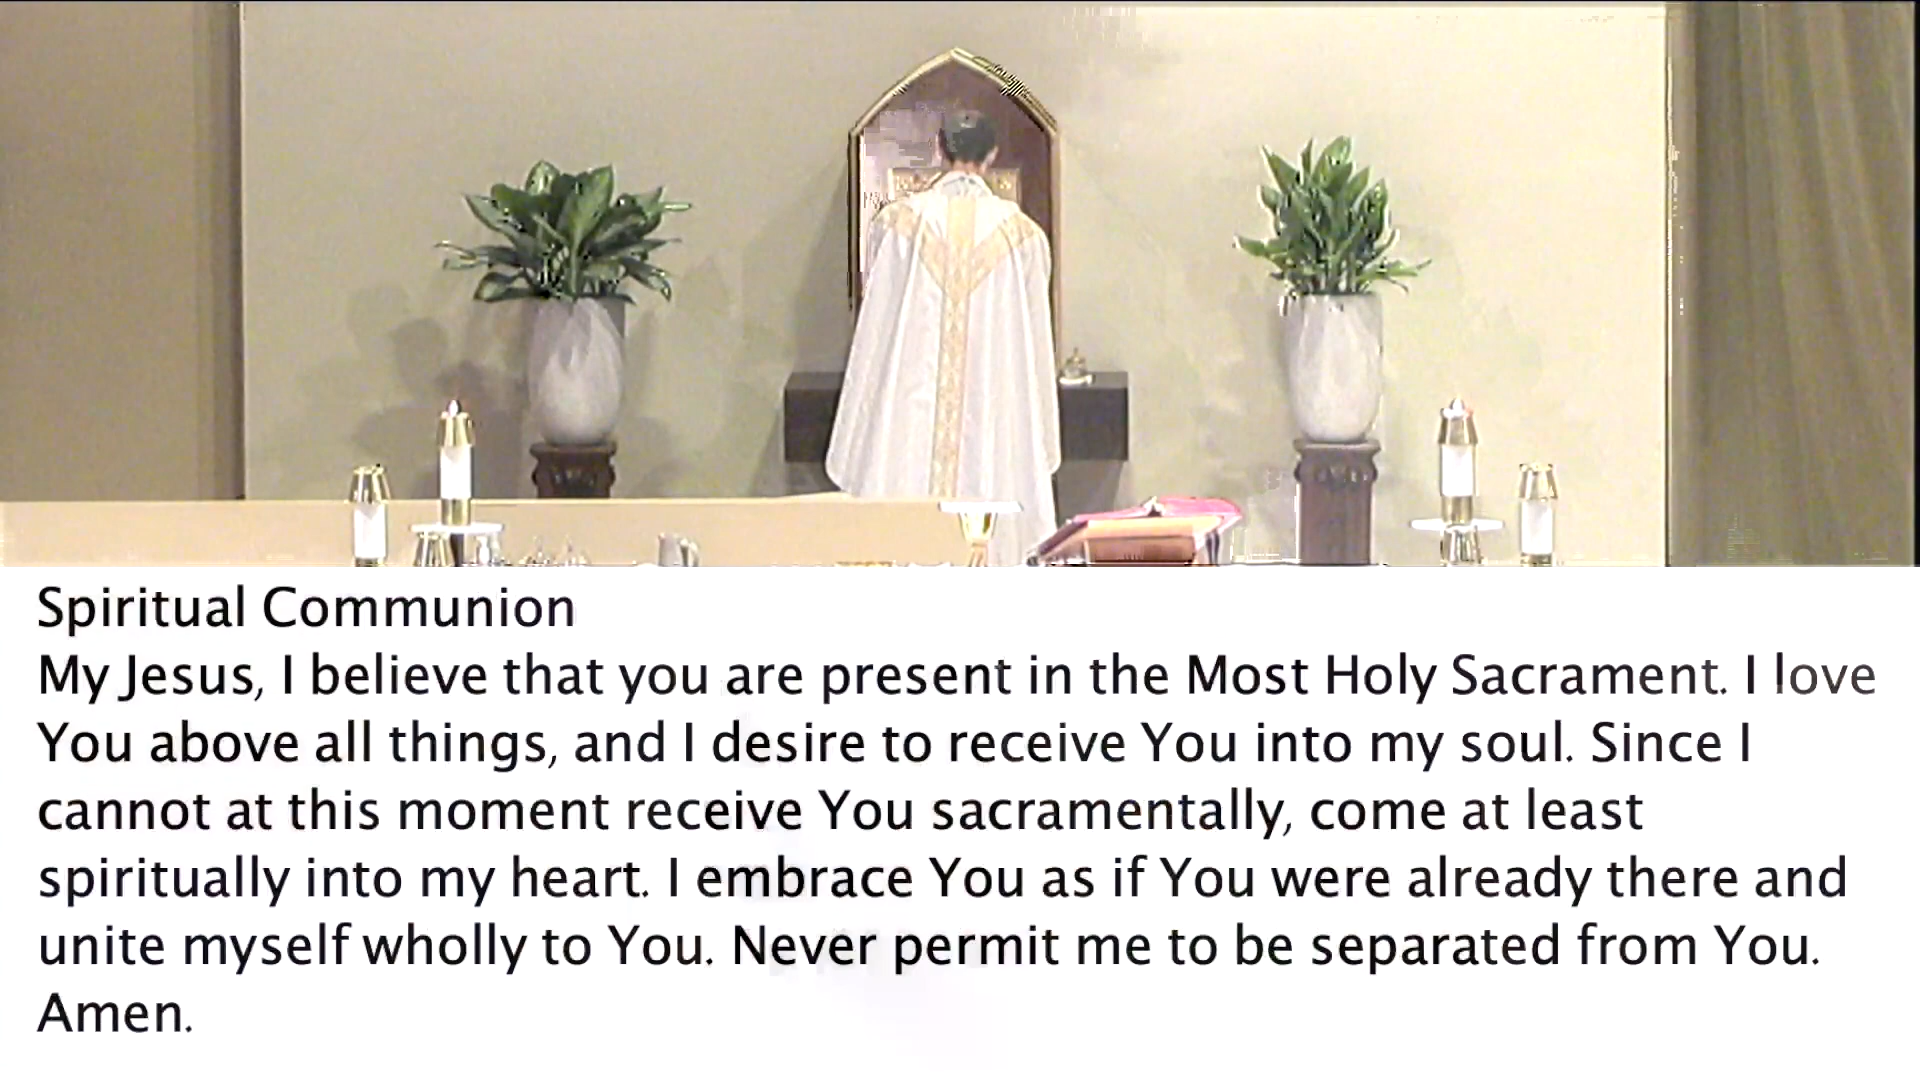 Spiritual Communion
My Jesus, I believe that you are present in the Most Holy Sacrament. I love
You above all things, and I desire to receive You into my soul. Since I
cannot at this moment receive You sacramentally, come at least
spiritually into my heart. I embrace You as if You were already there and
unite myself wholly to You. Never permit me to be separated from You.
Amen.